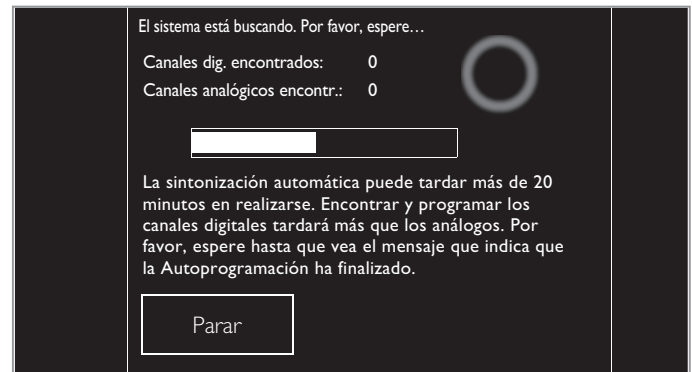 El sistema está buscando. Por favor, espere…
Canales dig. encontrados: 0
Canales analógicos encontr.: 0
La sintonización automática puede tardar más de 20
minutos en realizarse. Encontrar y programar los
canales digitales tardará más que los análogos. Por
favor, espere hasta que vea el mensaje que indica que
la Autoprogramación ha finalizado.
Parar